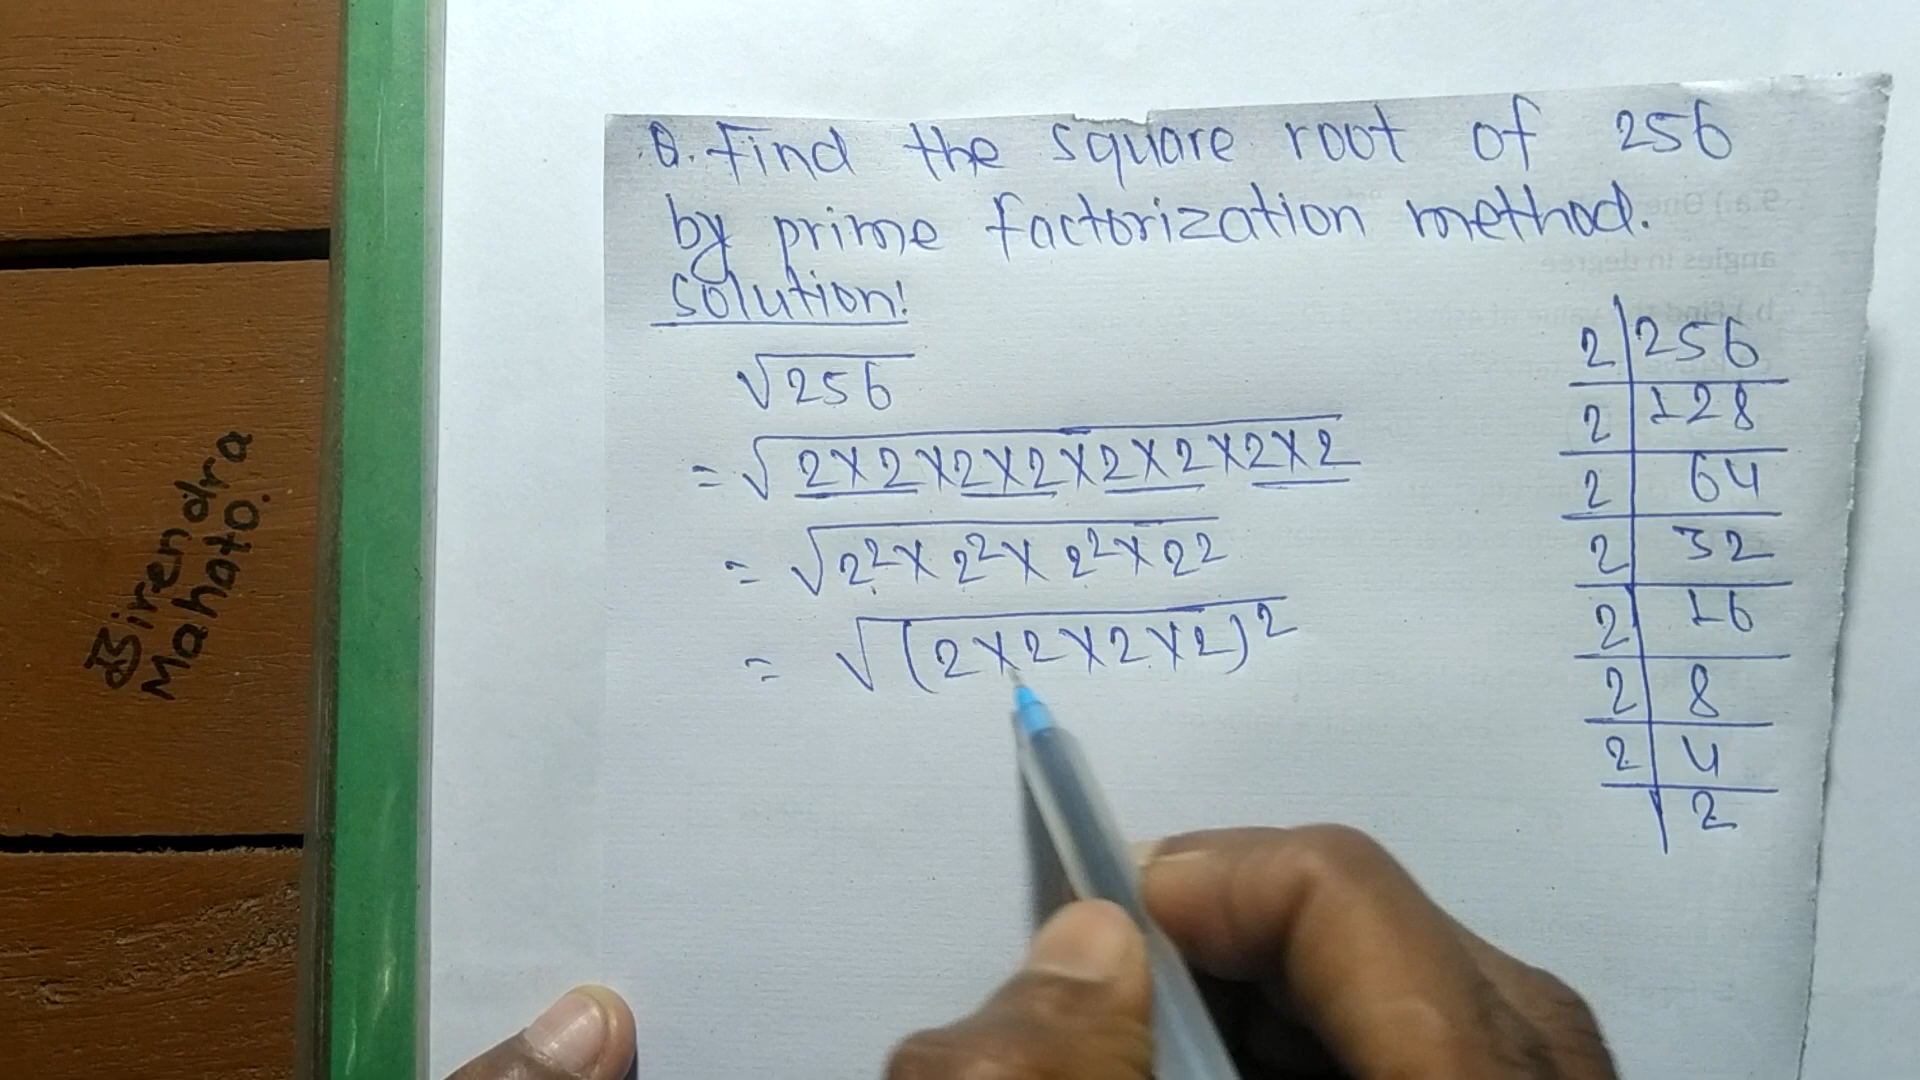 Q. Find the square root of 256
by prime factorization method.
Solution:
√256
= √2×2×2×2×2×2×2×2
= √2²×2²×2²×2²
= √(2×2×2×2)²
2|256
2|128
2|64
2|32
2|16
2|8
2|4
|2
Birendra
Mahato.